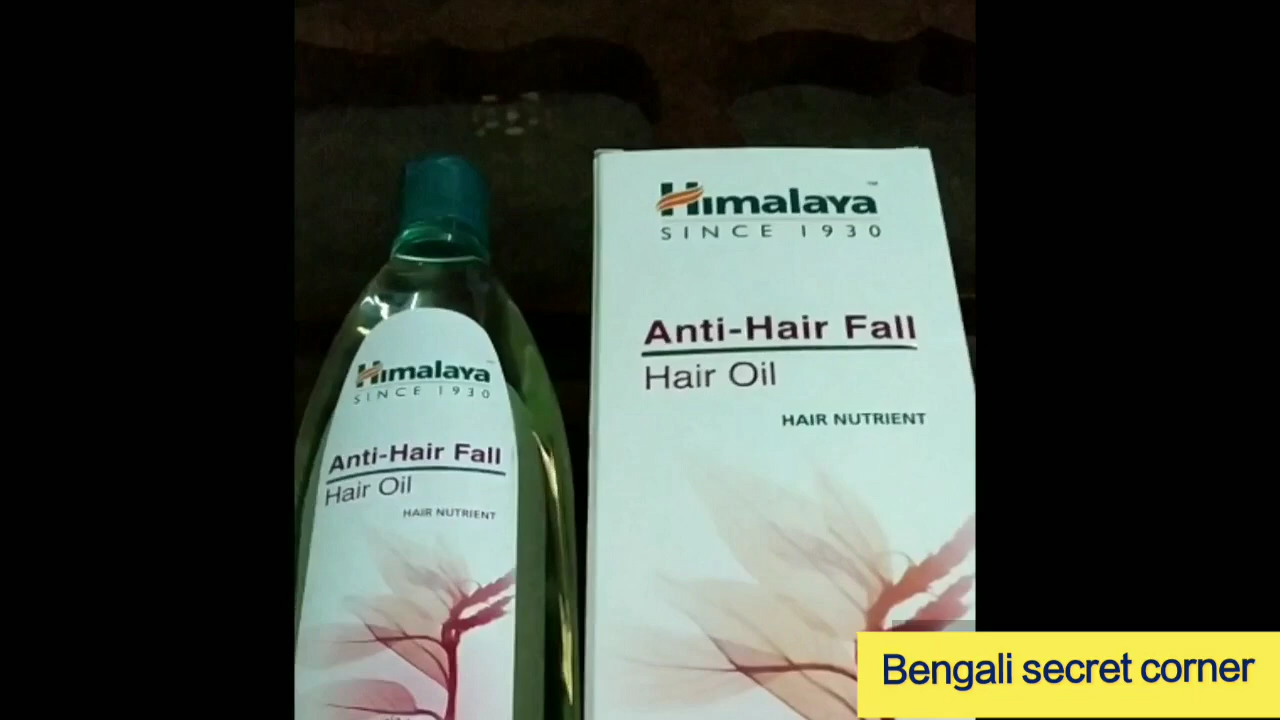 Himalaya
SINCE 1930
Anti-Hair Fall
Hair Oil
HAIR NUTRIENT
Himalaya™
SINCE 1930
Anti-Hair Fall
Hair Oil
HAIR NUTRIENT
Bengali secret corner